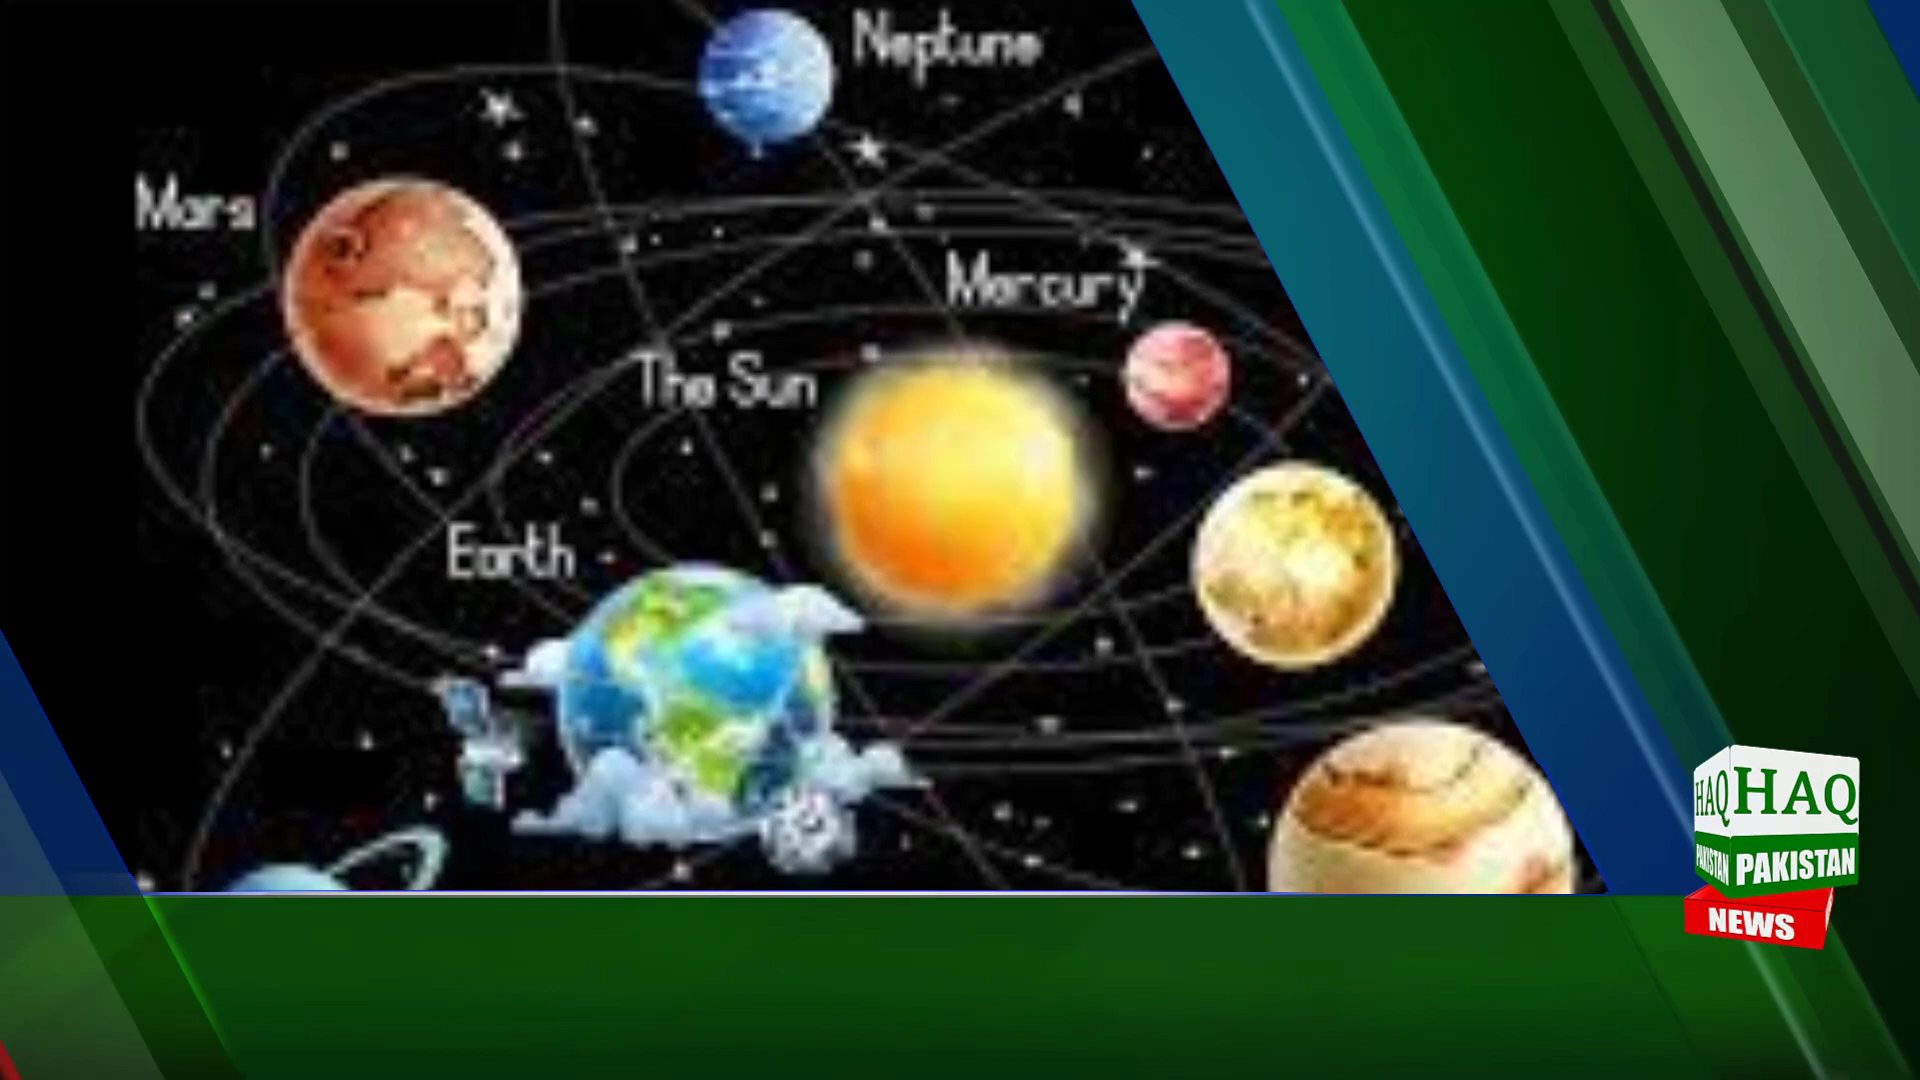 Neptune
Mars
Mercury
The Sun
Earth
HAQ HAQ
PAKISTAN PAKISTAN
NEWS